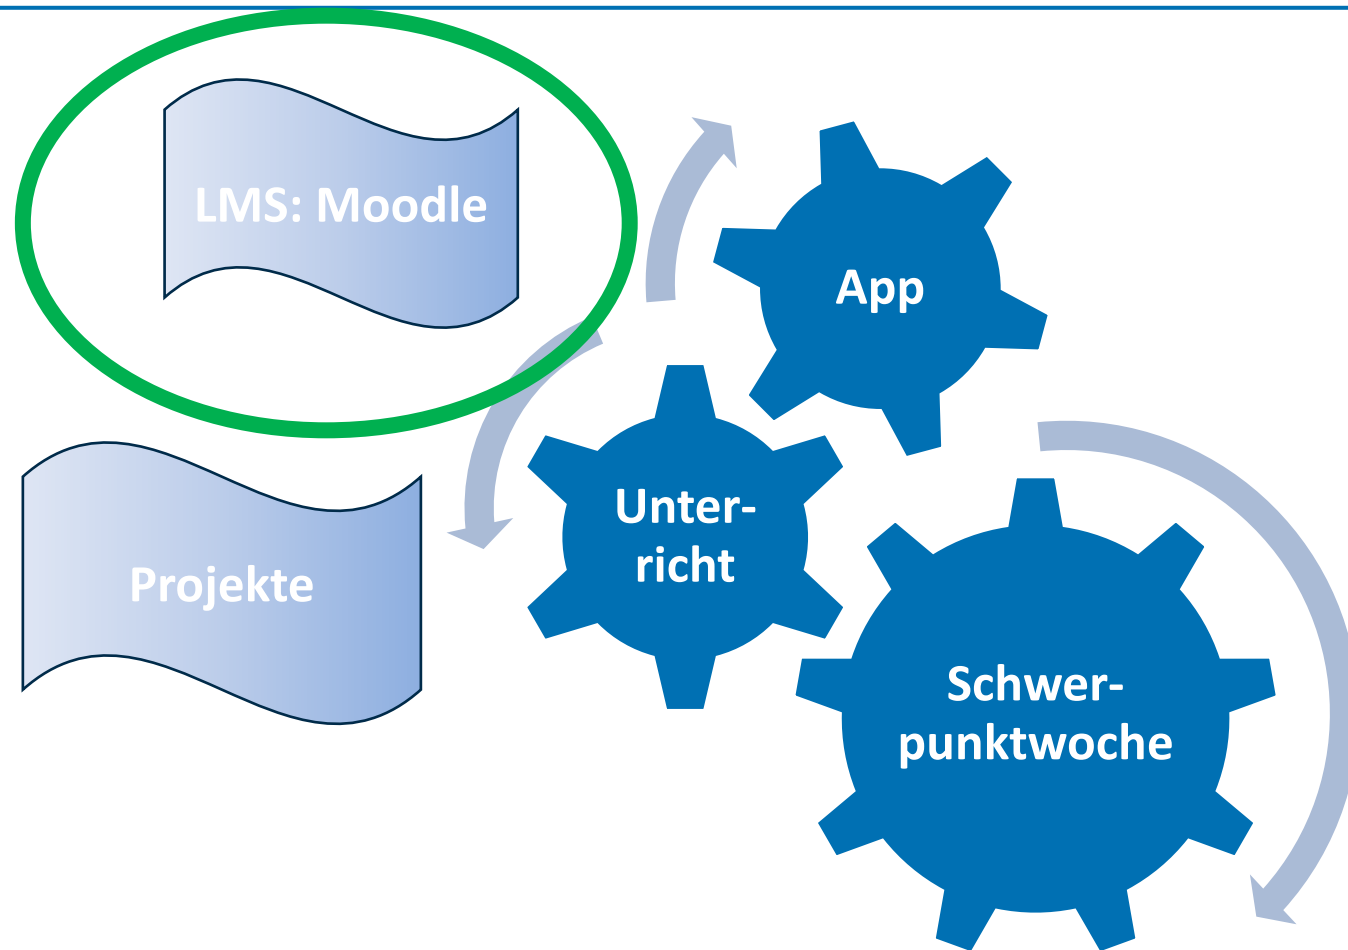 LMS: Moodle
App
Unter-
richt
Projekte
Schwer-
punktwoche